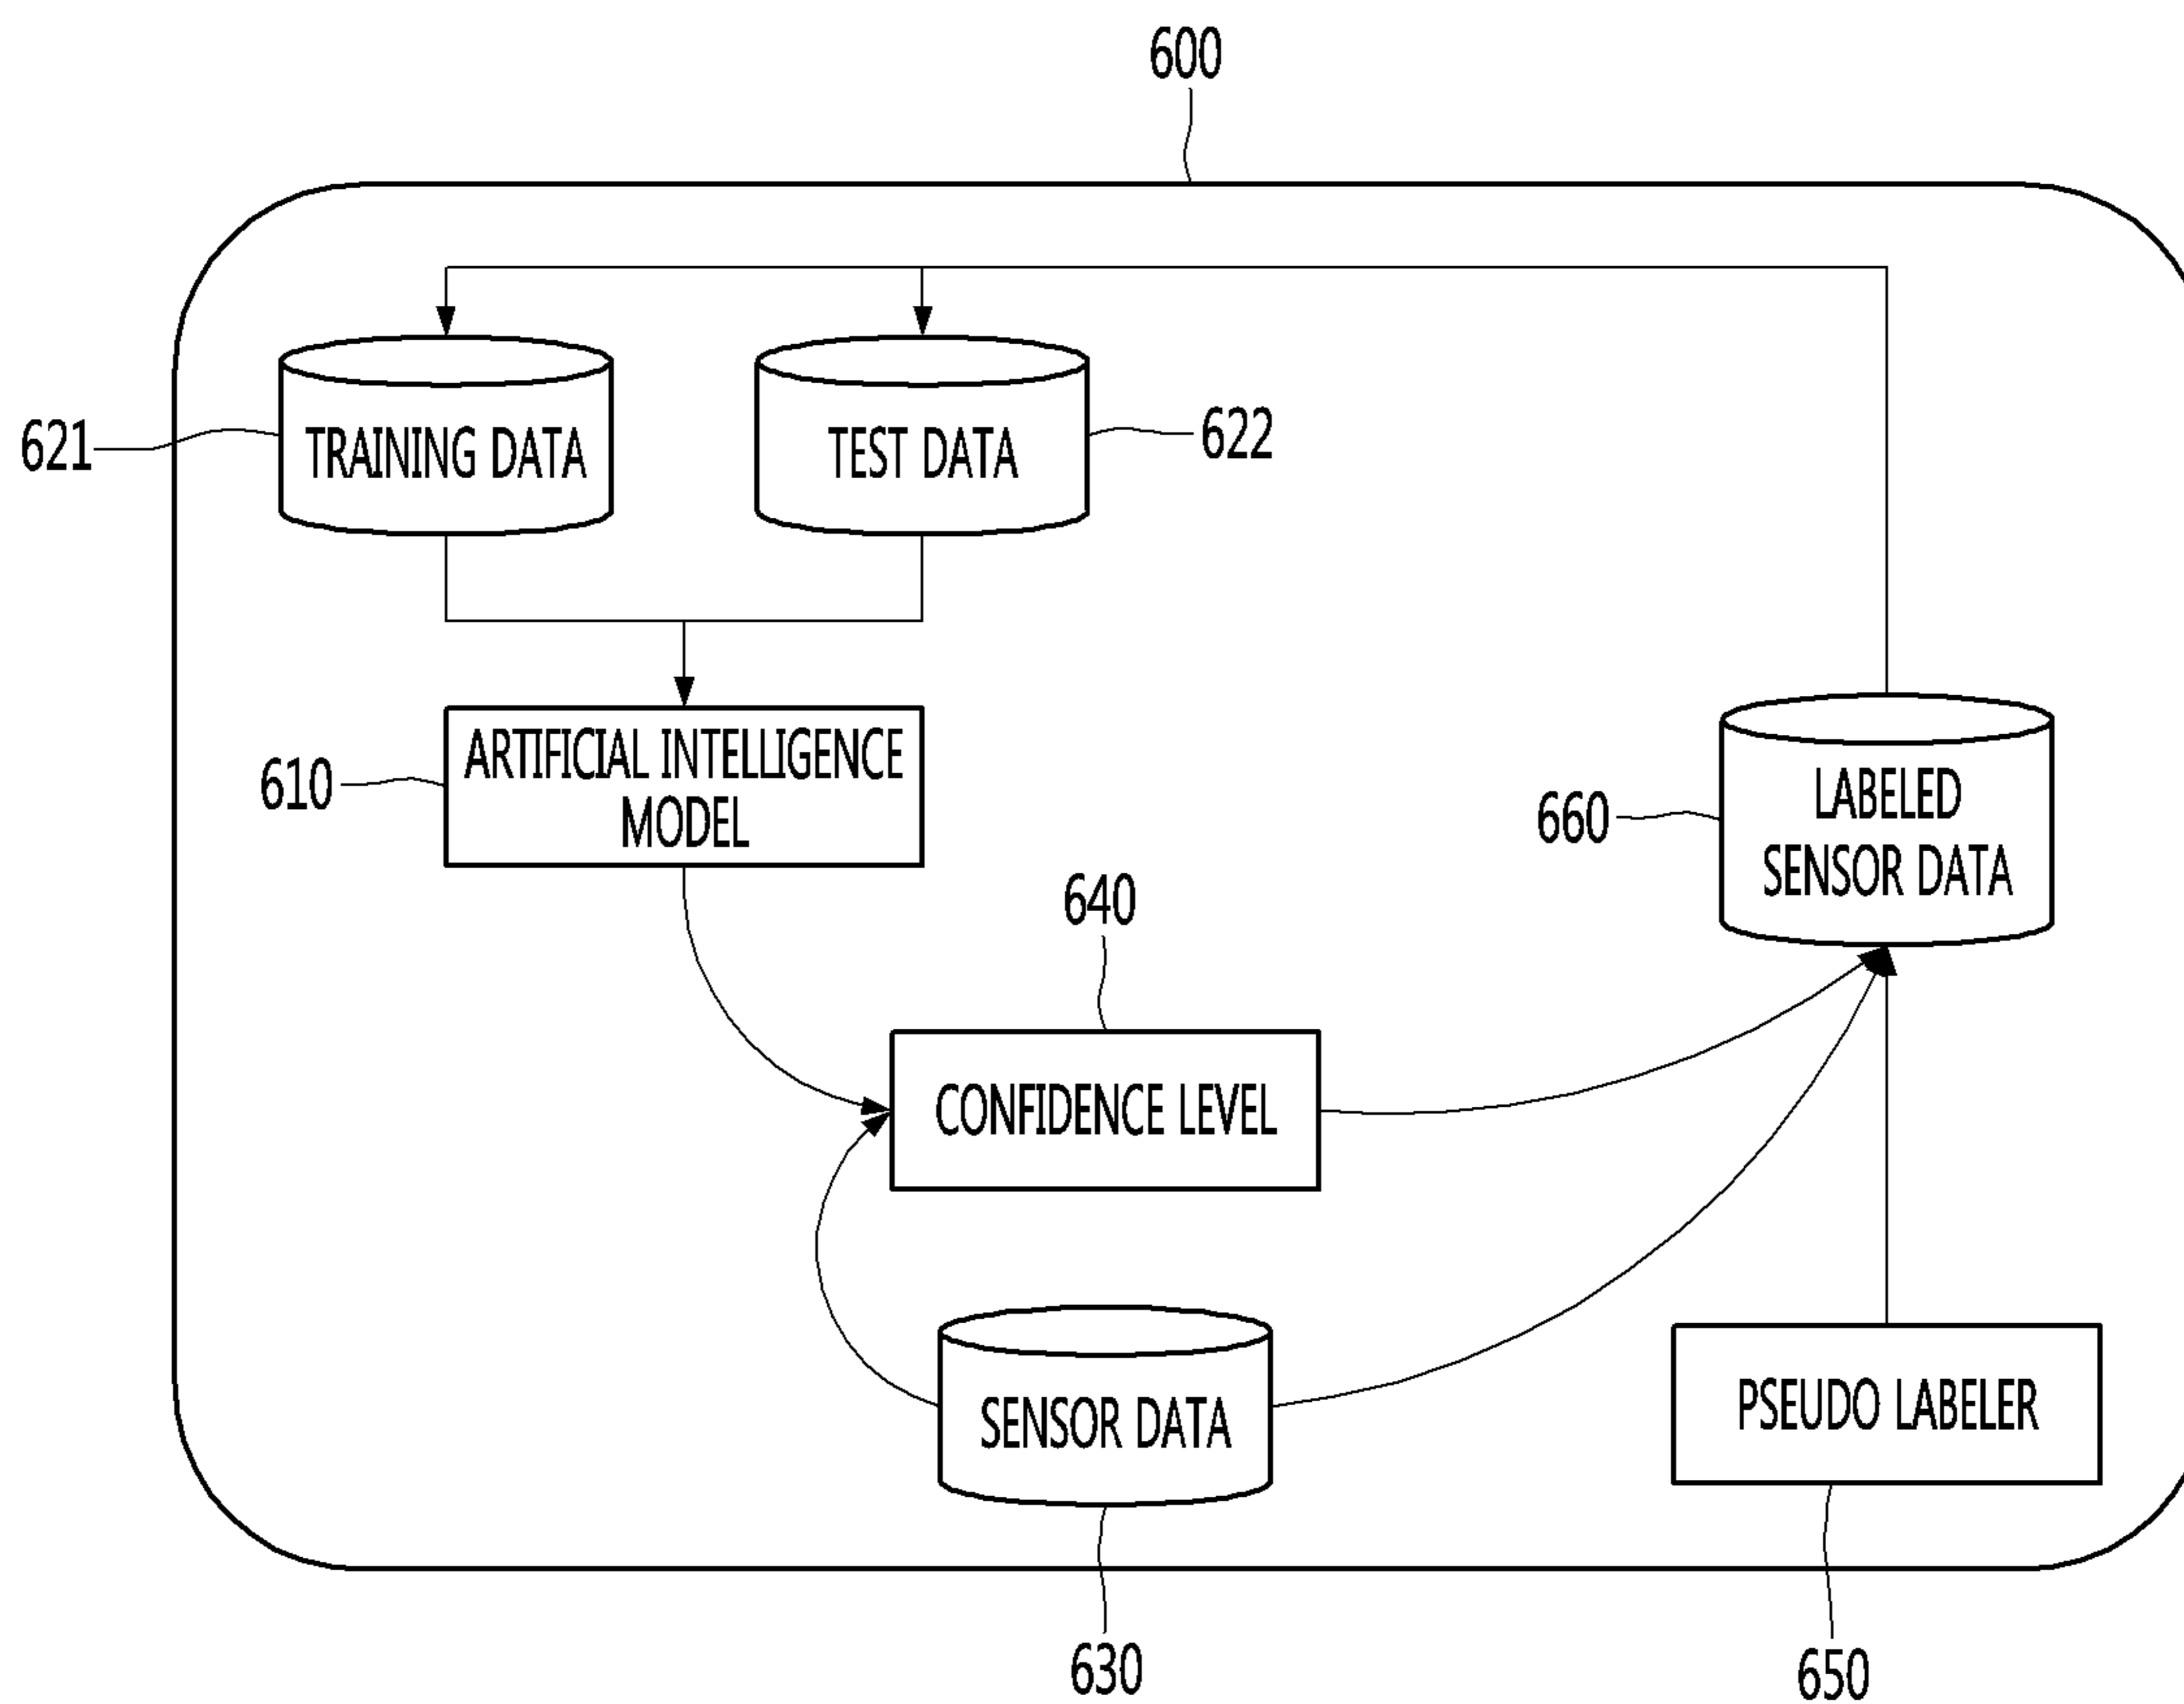 600
621
TRAINING DATA
TEST DATA
622
610
ARTIFICIAL INTELLIGENCE
MODEL
660
LABELED
SENSOR DATA
640
CONFIDENCE LEVEL
SENSOR DATA
PSEUDO LABELER
630
650